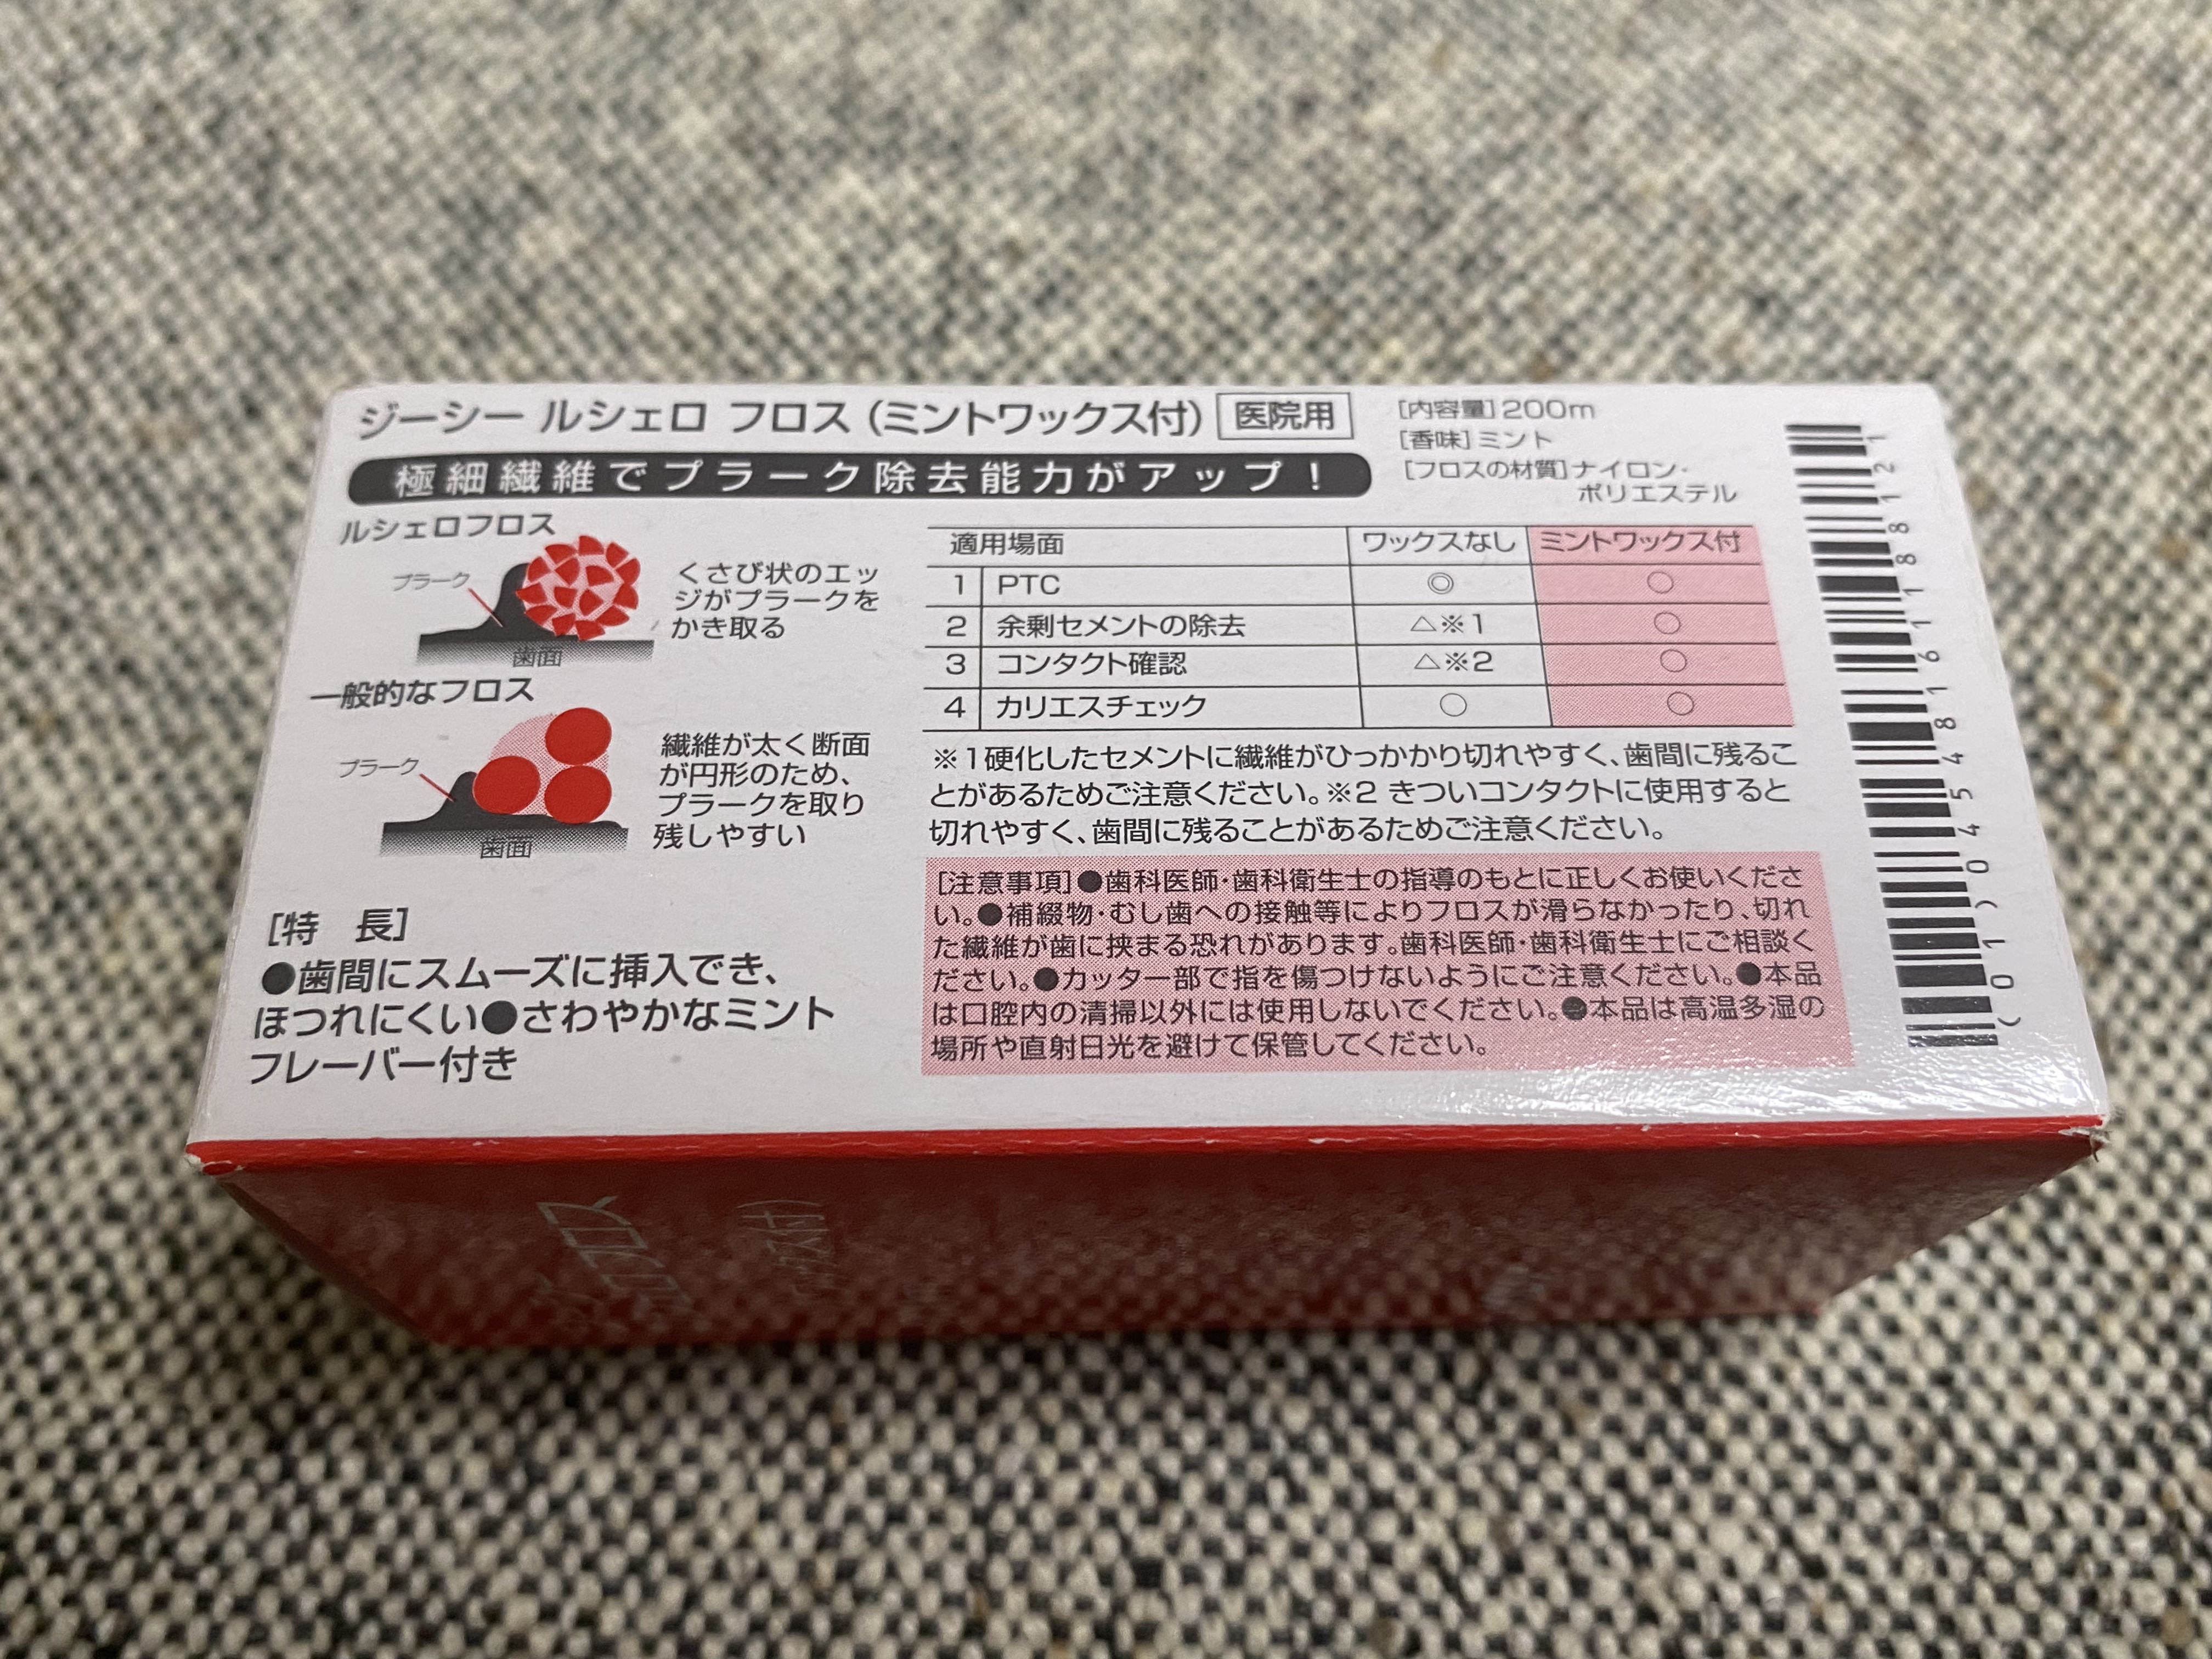 ジーシー ルシェロ フロス（ミントワックス付） 医院用
極細繊維でプラーク除去能力がアップ！
[内容量]200m
[香味]ミント
[フロスの材質]ナイロン・
ポリエステル
ルシェロフロス
プラーク
歯面
くさび状のエッ
ジがプラークを
かき取る
一般的なフロス
プラーク
歯面
繊維が太く断面
が円形のため、
プラークを取り
残しやすい
[特 長]
●歯間にスムーズに挿入でき、
ほつれにくい●さわやかなミント
フレーバー付き
適用場面 ワックスなし ミントワックス付
1 PTC ◎ ○
2 余剰セメントの除去 △※1 ○
3 コンタクト確認 △※2 ○
4 カリエスチェック ○ ○
※1硬化したセメントに繊維がひっかかり切れやすく、歯間に残るこ
とがあるためご注意ください。※2 きついコンタクトに使用すると
切れやすく、歯間に残ることがあるためご注意ください。
[注意事項]●歯科医師・歯科衛生士の指導のもとに正しくお使いくださ
い。●補綴物・むし歯への接触等によりフロスが滑らなかったり、切れ
た繊維が歯に挟まる恐れがあります。歯科医師・歯科衛生士にご相談く
ださい。●カッター部で指を傷つけないようにご注意ください。●本品
は口腔内の清掃以外には使用しないでください。●本品は高温多湿の
場所や直射日光を避けて保管してください。
(01)04548161188121
フロス
ックス付）